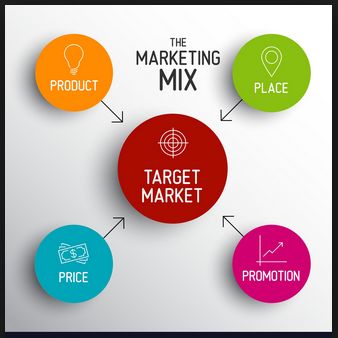 THE
MARKETING
MIX
PRODUCT
PLACE
TARGET
MARKET
$
PRICE
PROMOTION